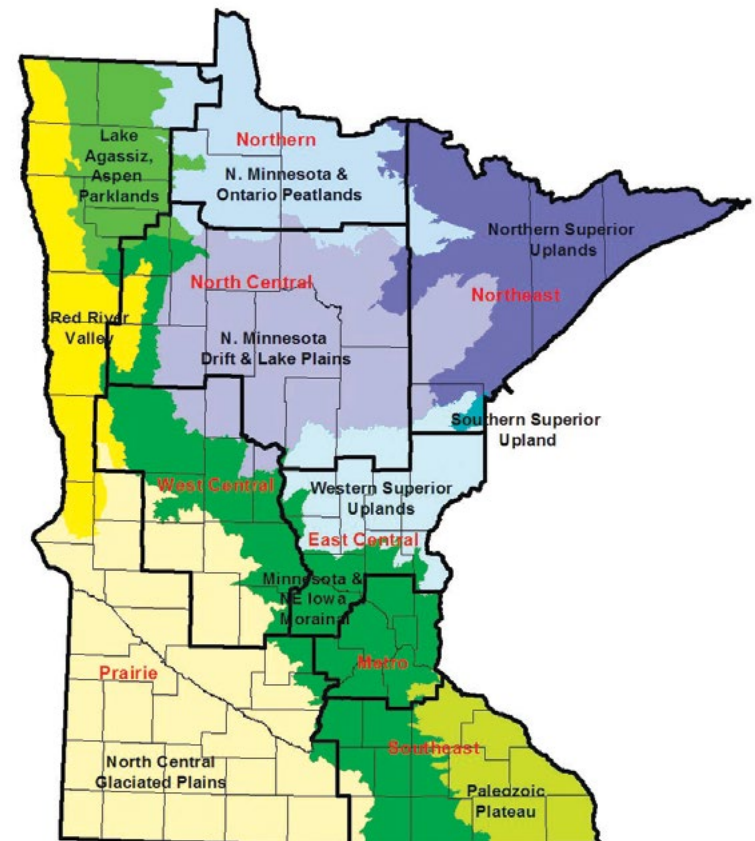 Lake
Agassiz,
Aspen
Parklands
Northern
N. Minnesota &
Ontario Peatlands
Northern Superior
Uplands
North Central
Northeast
Red River
Valley
N. Minnesota
Drift & Lake Plains
Southern Superior
Upland
West Central
Western Superior
Uplands
East Central
Minnesota &
NE Iowa
Morainal
Metro
Prairie
Southeast
North Central
Glaciated Plains
Paleozoic
Plateau